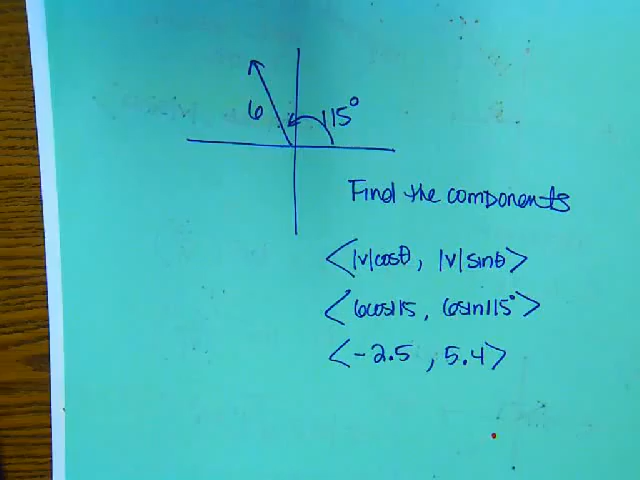 6
115°
Find the components
<|v|cosθ, |v|sinθ>
<6cos115, 6sin115°>
<-2.5, 5.4>